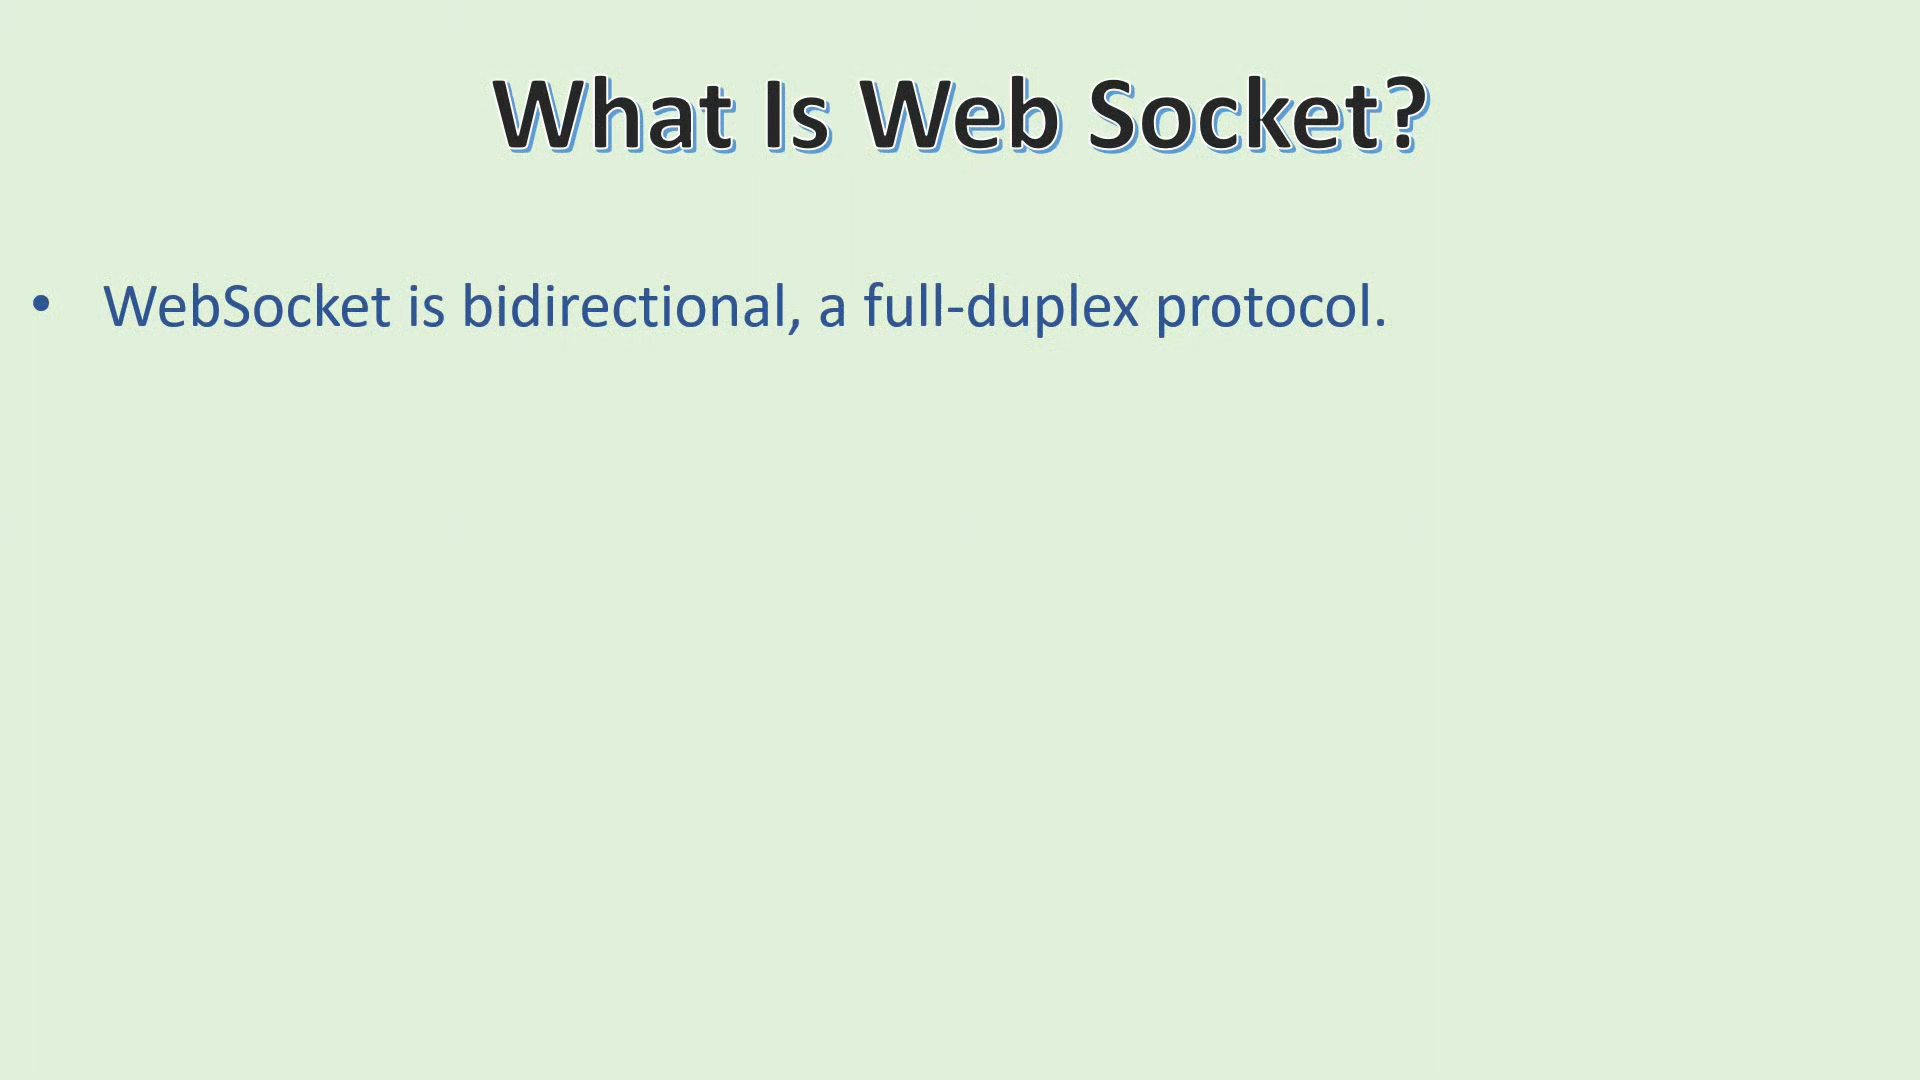 What Is Web Socket?
• WebSocket is bidirectional, a full-duplex protocol.